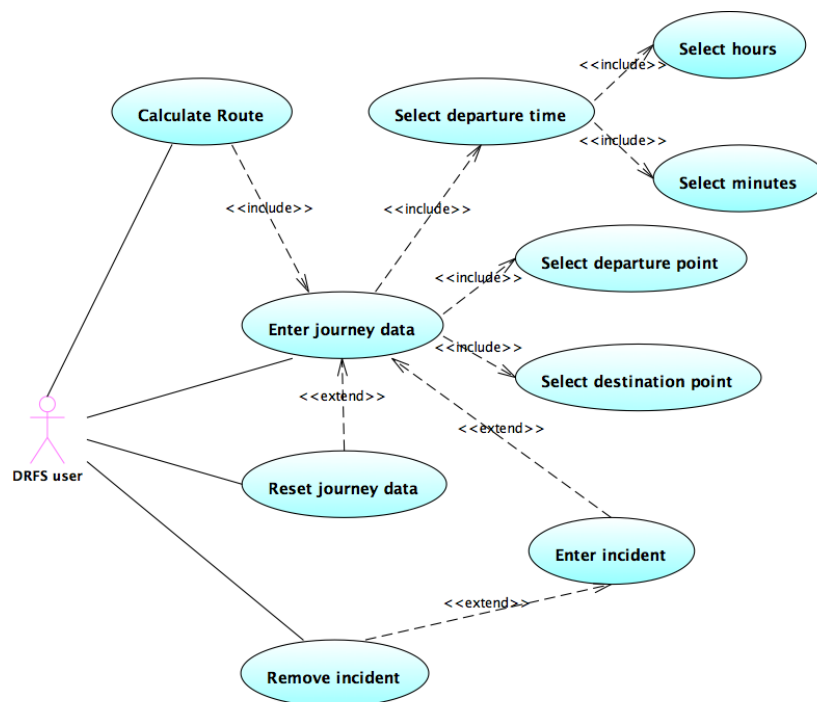 Select hours
<<include>>
Calculate Route
Select departure time
<<include>>
Select minutes
<<include>>
<<include>>
Select departure point
<<include>>
Enter journey data
<<include>>
Select destination point
<<extend>>
<<extend>>
DRFS user
Reset journey data
Enter incident
<<extend>>
Remove incident